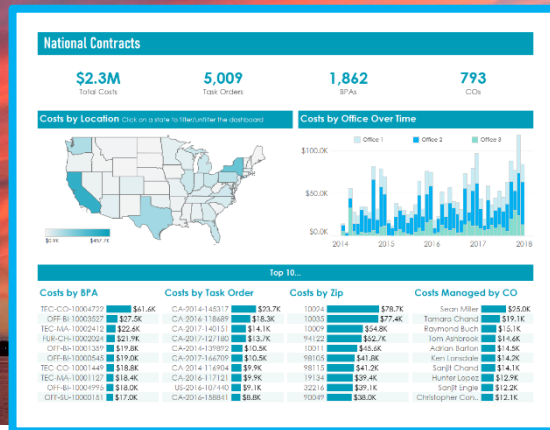 National Contracts
$2.3M 5,009 1,862 793
Total Costs Task Orders BPAs COs
Costs by Location Click on a state to filter/unfilter the dashboard
Costs by Office Over Time
Office 1 Office 2 Office 3
$100.0K
$50.0K
$0.0K
2014 2015 2016 2017 2018
$0.9K $457.7K
Top 10...
Costs by BPA Costs by Task Order Costs by Zip Costs Managed by CO
TEC-CO-10004722 $61.6K CA-2014-145317 $23.7K 10024 $78.7K Sean Miller $25.0K
OFF-BI-10003527 $27.5K CA-2016-118689 $18.3K 10035 $77.4K Tamara Chand $19.1K
TEC-MA-10002412 $22.6K CA-2017-140151 $14.1K 10009 $54.8K Raymond Buch $15.1K
FUR-CH-10002024 $21.9K CA-2017-127180 $13.7K 94122 $52.7K Tom Ashbrook $14.6K
OFF-BI-10001359 $19.8K CA-2014-139892 $10.5K 10011 $45.6K Adrian Barton $14.5K
OFF-BI-10000545 $19.0K CA-2017-166709 $10.5K 98105 $41.8K Ken Lonsdale $14.2K
TEC-CO-10001449 $18.8K CA-2014-116904 $9.9K 98115 $41.2K Sanjit Chand $14.1K
TEC-MA-10001127 $18.4K CA-2016-117121 $9.9K 19134 $39.4K Hunter Lopez $12.9K
OFF-BI-10004995 $18.0K US-2016-107440 $9.1K 32216 $39.1K Sanjit Engle $12.2K
OFF-SU-10000151 $17.0K CA-2016-158841 $8.8K 90049 $38.0K Christopher Con.. $12.1K